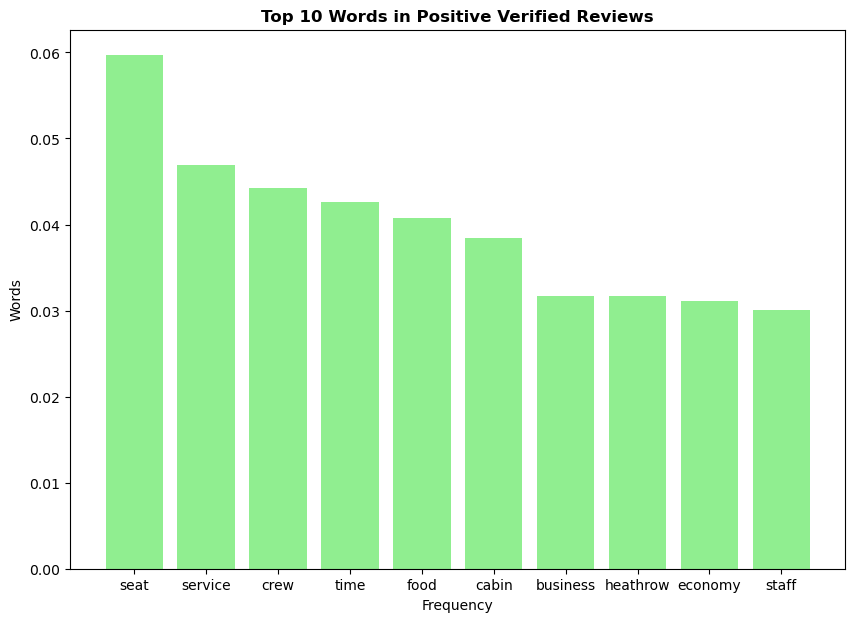 Top 10 Words in Positive Verified Reviews
0.06
0.05
0.04
0.03
0.02
0.01
0.00
Words
seat service crew time food cabin business heathrow economy staff
Frequency